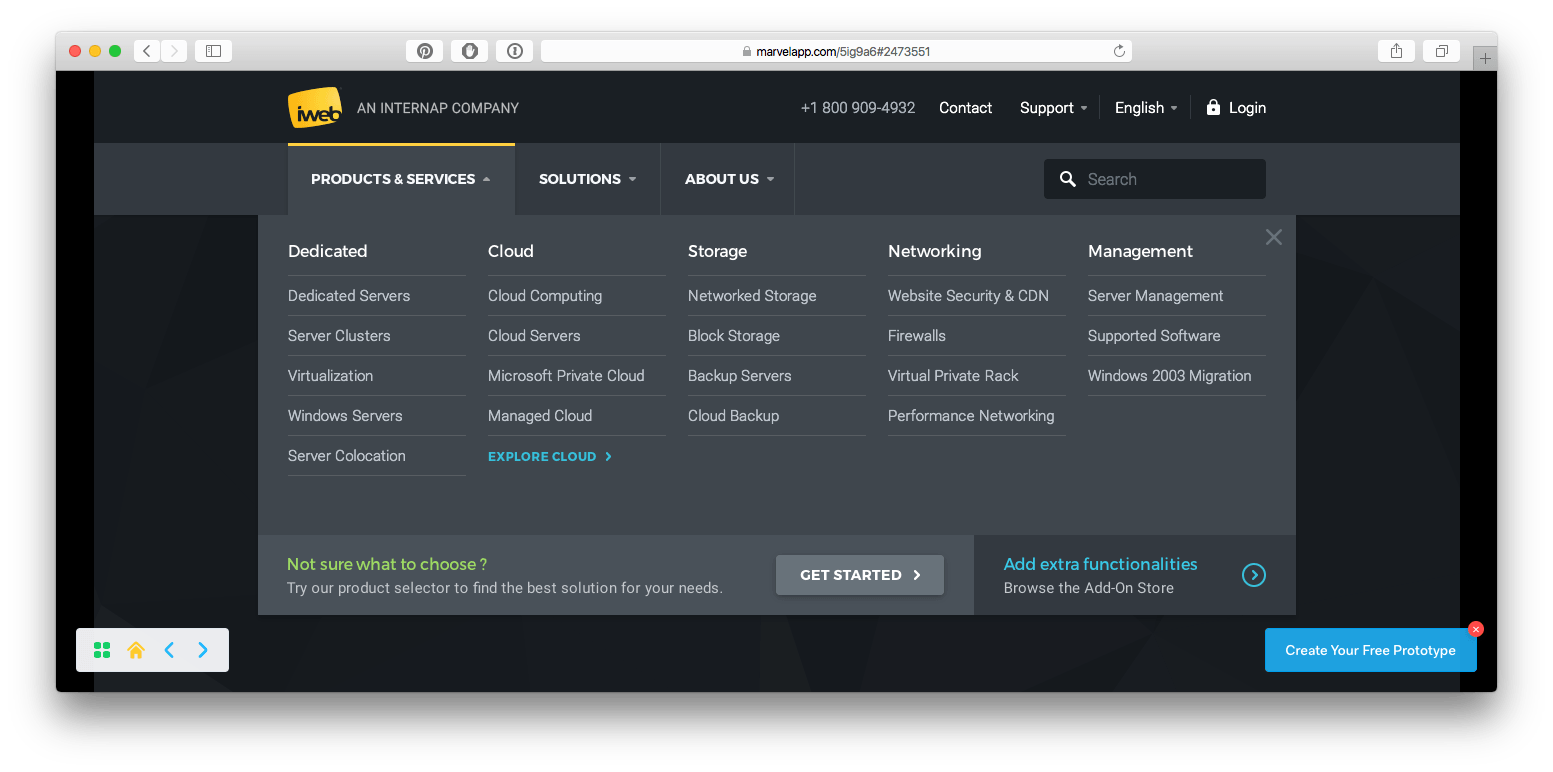 marvelapp.com/5ig9a6#2473551
iweb AN INTERNAP COMPANY
+1 800 909-4932 Contact Support English Login
PRODUCTS & SERVICES SOLUTIONS ABOUT US Search
Dedicated
Dedicated Servers
Server Clusters
Virtualization
Windows Servers
Server Colocation
Cloud
Cloud Computing
Cloud Servers
Microsoft Private Cloud
Managed Cloud
EXPLORE CLOUD
Storage
Networked Storage
Block Storage
Backup Servers
Cloud Backup
Networking
Website Security & CDN
Firewalls
Virtual Private Rack
Performance Networking
Management
Server Management
Supported Software
Windows 2003 Migration
Not sure what to choose ?
Try our product selector to find the best solution for your needs.
GET STARTED
Add extra functionalities
Browse the Add-On Store
Create Your Free Prototype